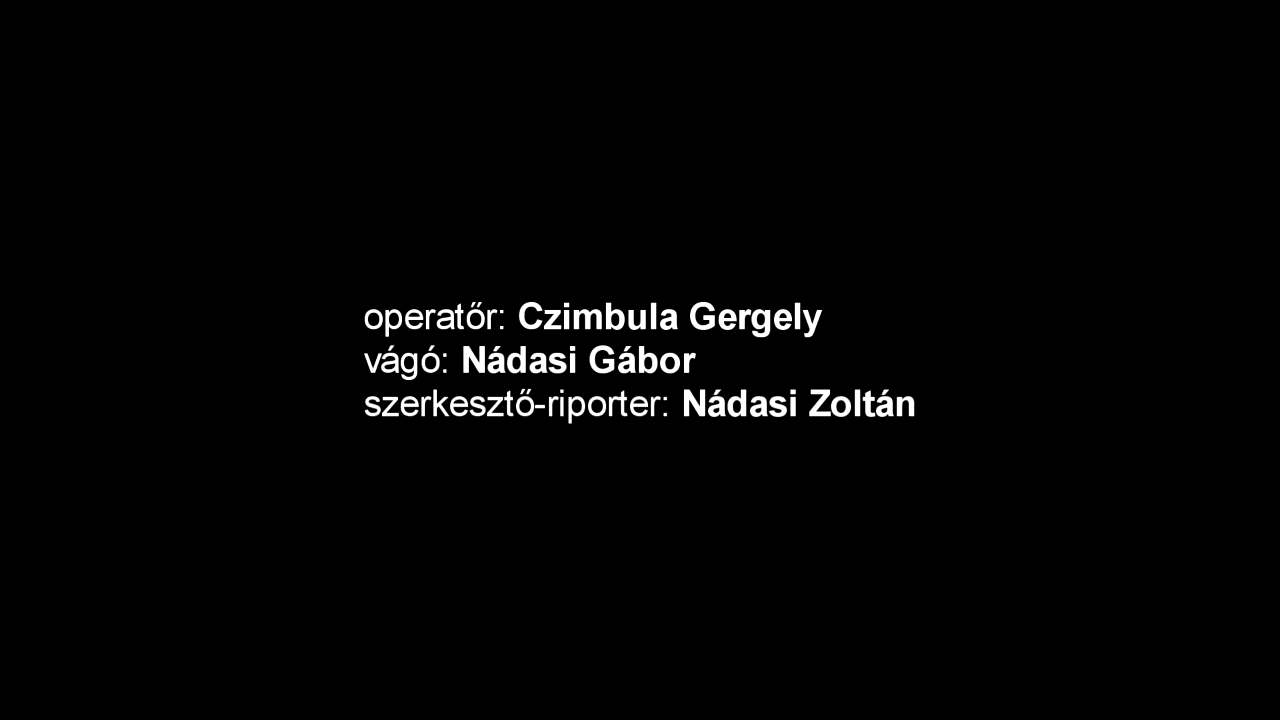 operatőr: Czimbula Gergely
vágó: Nádasi Gábor
szerkesztő-riporter: Nádasi Zoltán